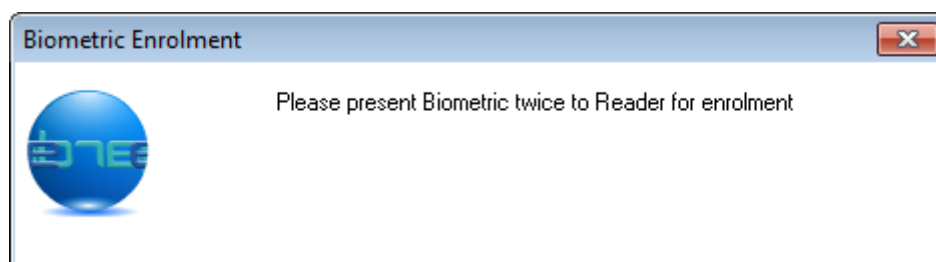 Biometric Enrolment
Please present Biometric twice to Reader for enrolment